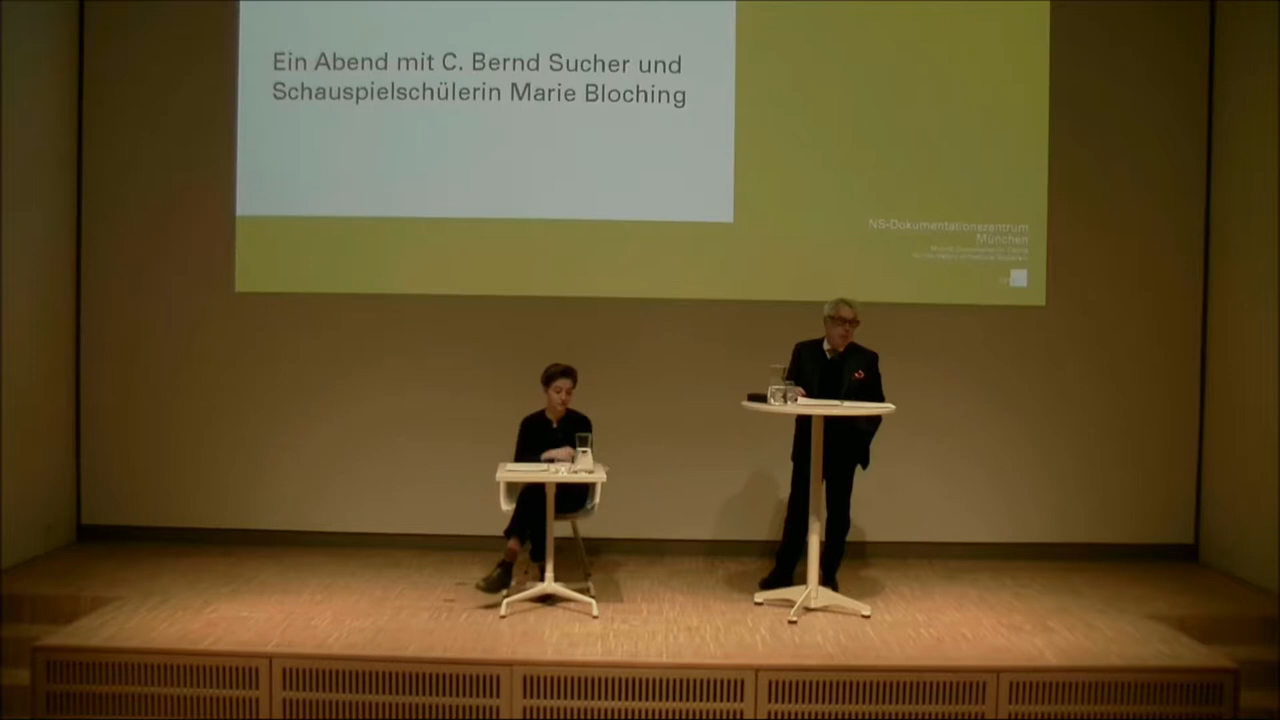 Ein Abend mit C. Bernd Sucher und
Schauspielschülerin Marie Bloching
NS-Dokumentationszentrum
München